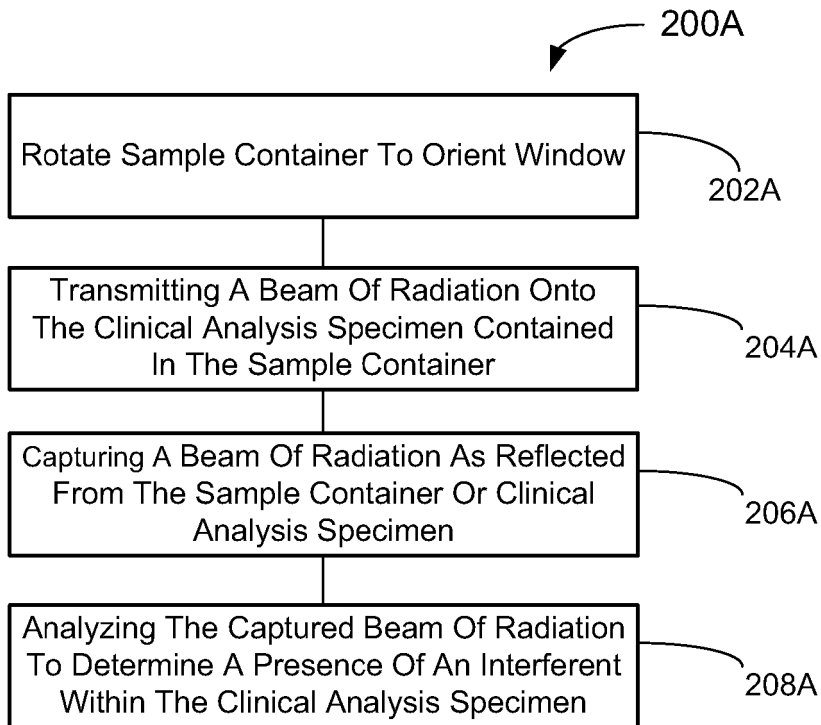 200A
Rotate Sample Container To Orient Window
202A
Transmitting A Beam Of Radiation Onto
The Clinical Analysis Specimen Contained
In The Sample Container
204A
Capturing A Beam Of Radiation As Reflected
From The Sample Container Or Clinical
Analysis Specimen
206A
Analyzing The Captured Beam Of Radiation
To Determine A Presence Of An Interferent
Within The Clinical Analysis Specimen
208A